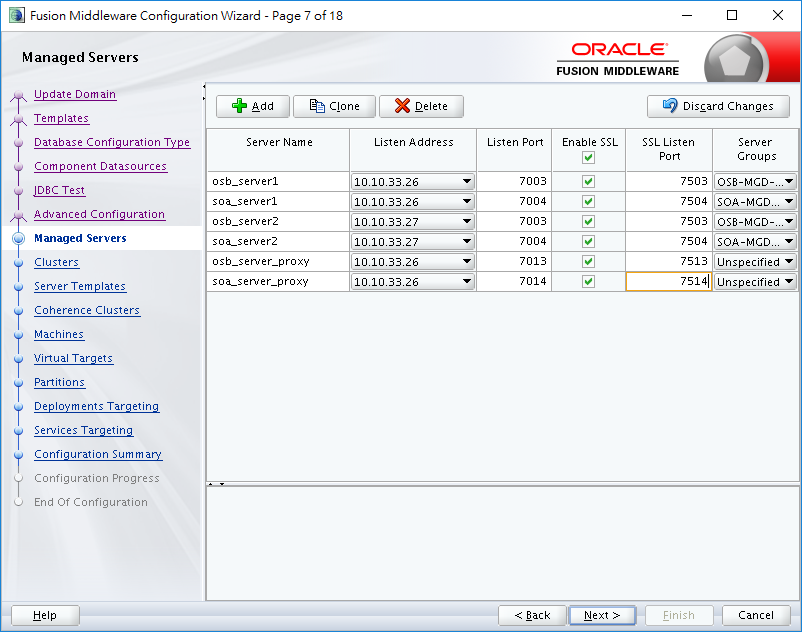 Fusion Middleware Configuration Wizard - Page 7 of 18
Managed Servers
ORACLE
FUSION MIDDLEWARE
Update Domain
Templates
Database Configuration Type
Component Datasources
JDBC Test
Advanced Configuration
Managed Servers
Clusters
Server Templates
Coherence Clusters
Machines
Virtual Targets
Partitions
Deployments Targeting
Services Targeting
Configuration Summary
Configuration Progress
End Of Configuration
Add Clone Delete Discard Changes
Server Name Listen Address Listen Port Enable SSL SSL Listen Port Server Groups
osb_server1 10.10.33.26 7003 7503 OSB-MGD-...
soa_server1 10.10.33.26 7004 7504 SOA-MGD...
osb_server2 10.10.33.27 7003 7503 OSB-MGD-...
soa_server2 10.10.33.27 7004 7504 SOA-MGD...
osb_server_proxy 10.10.33.26 7013 7513 Unspecified
soa_server_proxy 10.10.33.26 7014 7514 Unspecified
Help < Back Next > Finish Cancel